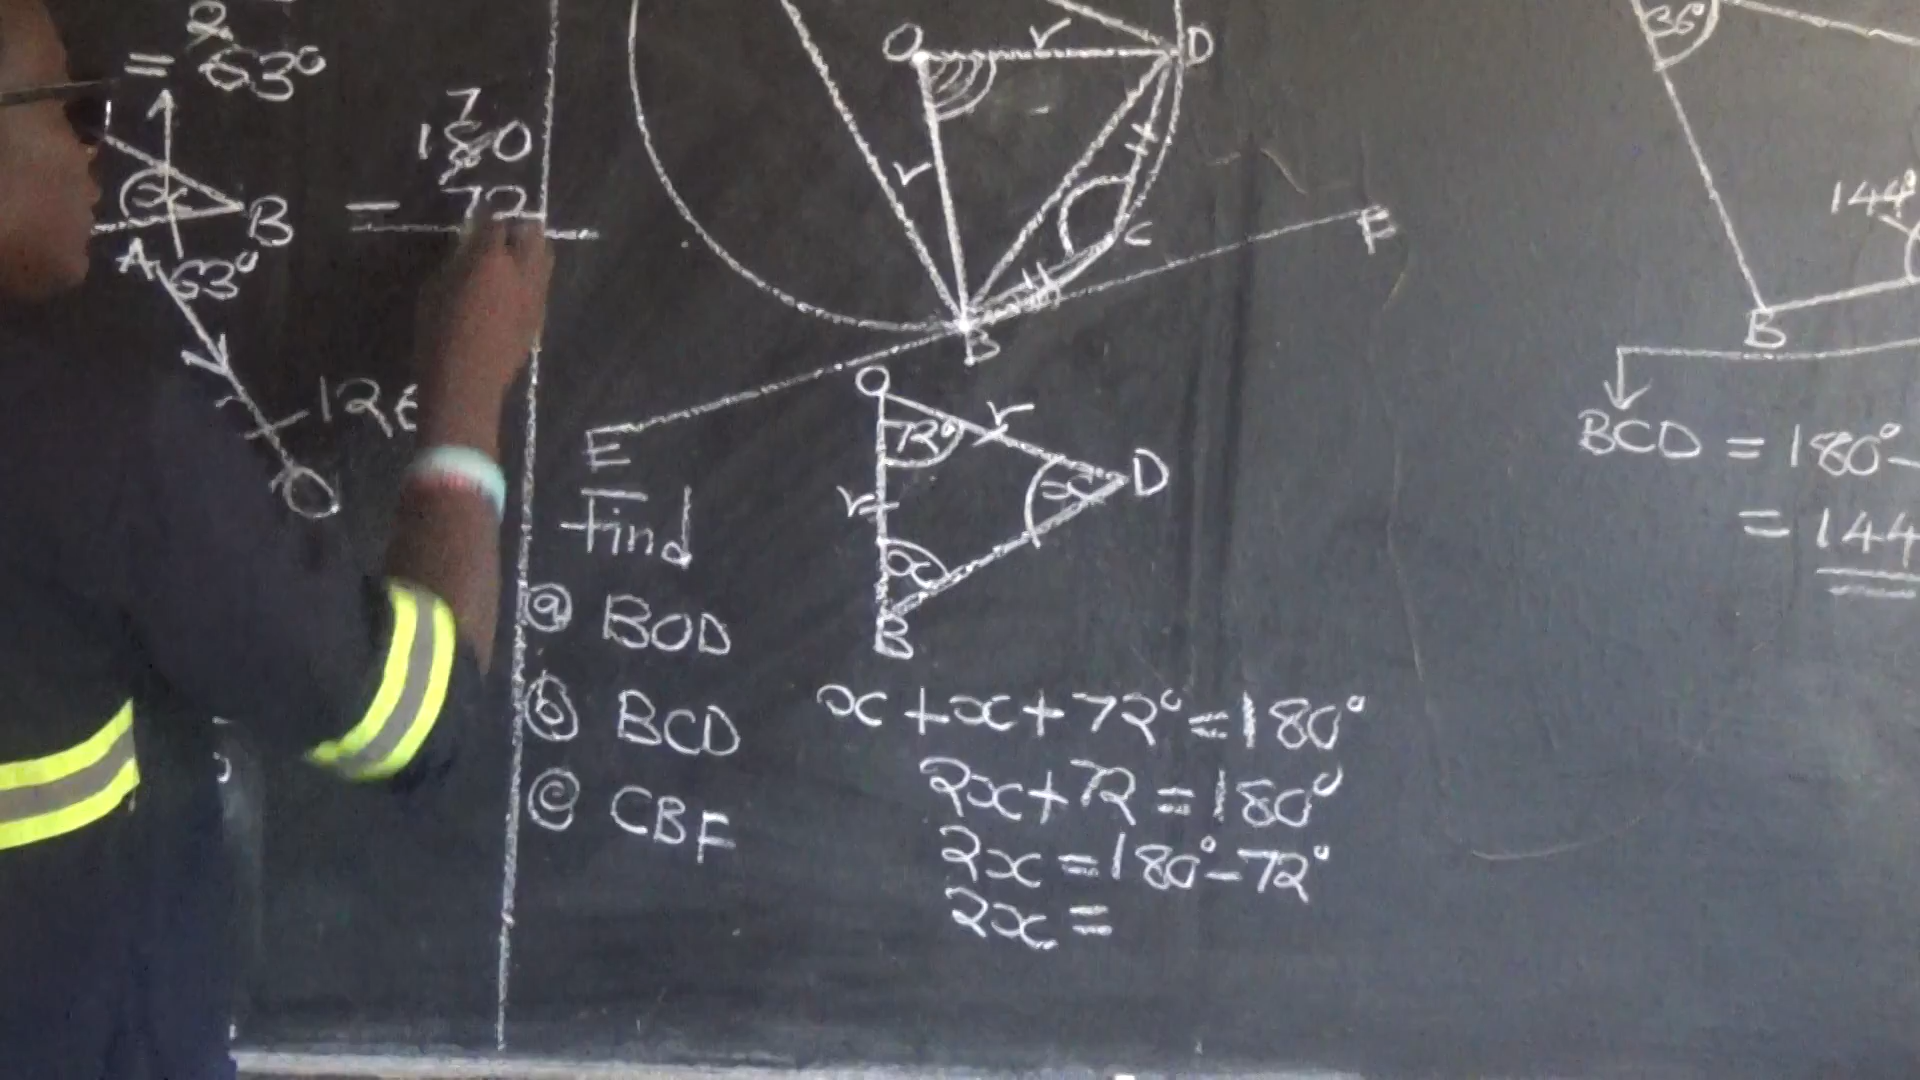 = 63°
x
B
A
63°
O
7
180
- 72
O
r
D
r
C
F
B
E
Find
(a) BOD
(b) BCD
(c) CBF
O
72°
r
r
x
D
x
B
x + x + 72° = 180°
2x + 72 = 180°
2x = 180° - 72°
2x =
36°
144°
B
BCD = 180° -
= 144